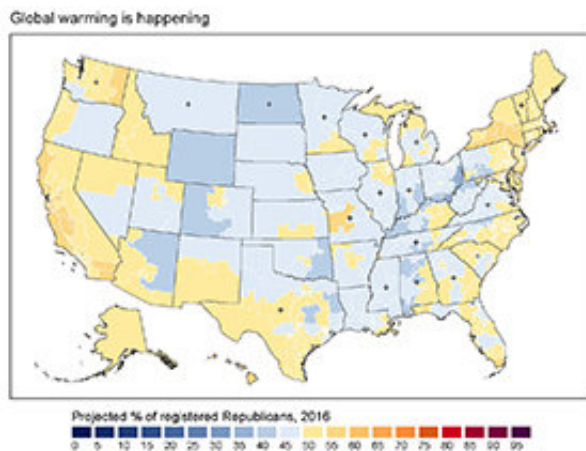 Global warming is happening
Projected % of registered Republicans, 2016
0 5 10 15 20 25 30 35 40 45 50 55 60 65 70 75 80 85 90 95